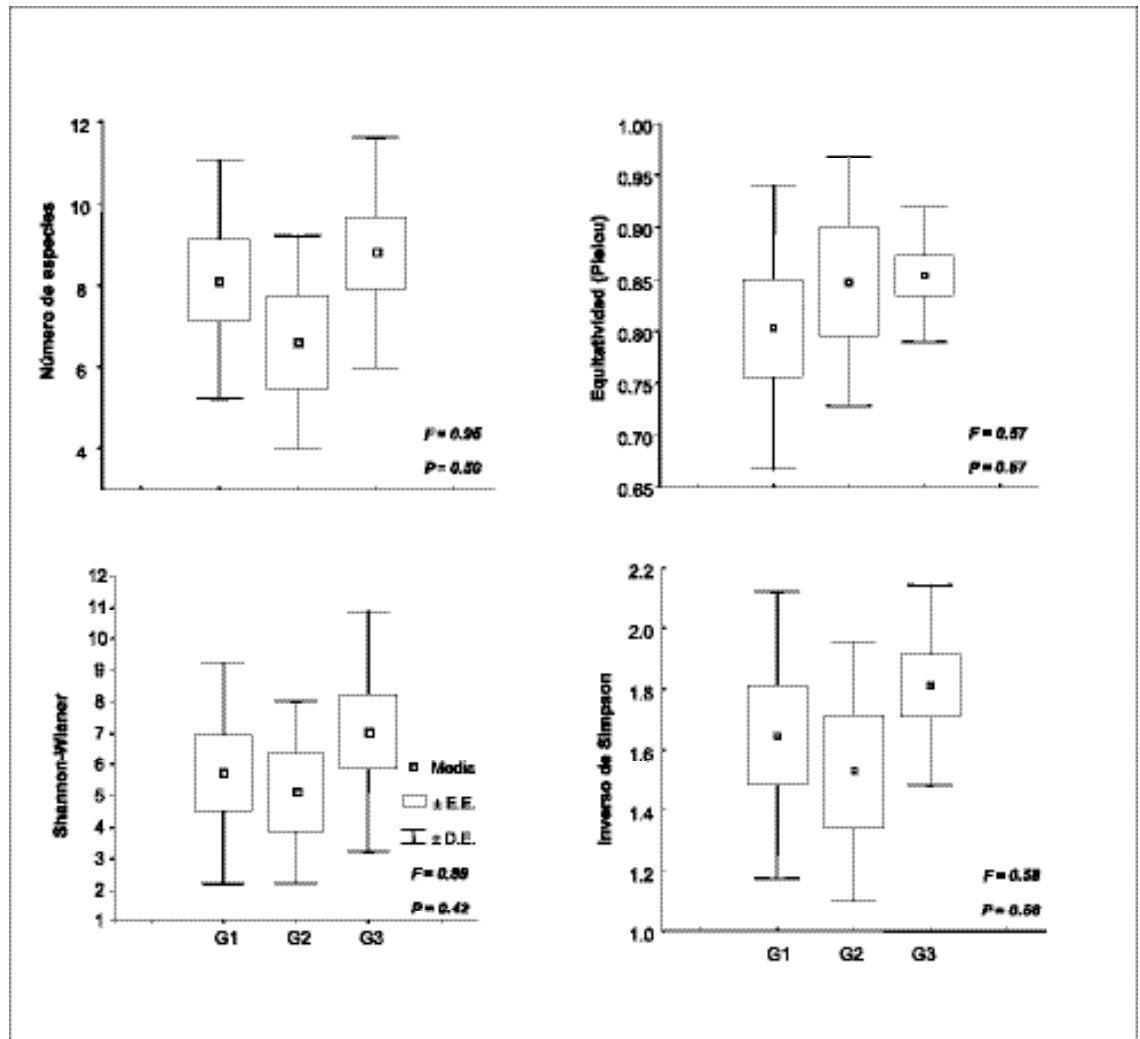 12
10
8
6
4
Número de especies
F = 0.95
P = 0.50
1.00
0.95
0.90
0.85
0.80
0.75
0.70
0.65
Equitatividad (Pielou)
F = 0.57
P = 0.57
12
11
10
9
8
7
6
5
4
3
2
1
Shannon-Wiener
Media
± E.E.
± D.E.
F = 0.89
P = 0.42
G1 G2 G3
2.2
2.0
1.8
1.6
1.4
1.2
1.0
Inverso de Simpson
F = 0.58
P = 0.56
G1 G2 G3